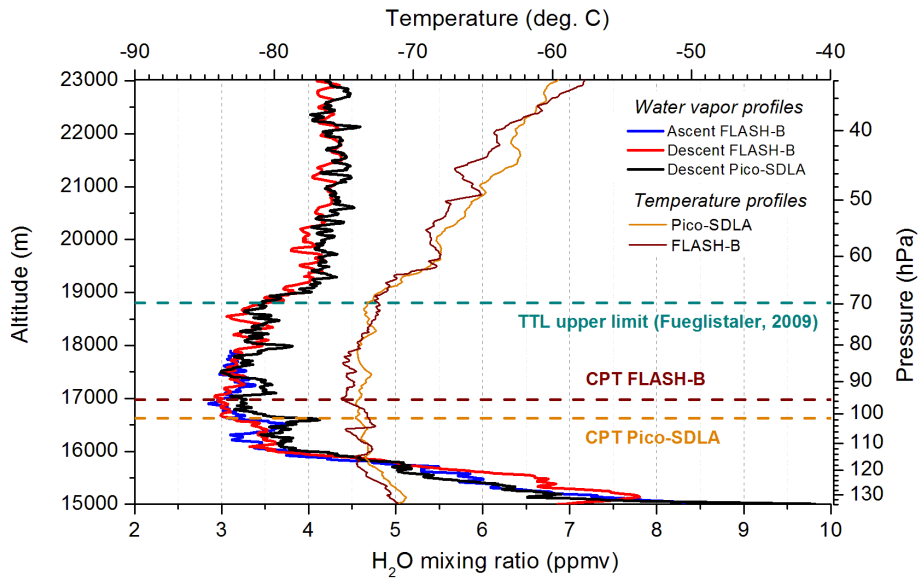 Temperature (deg. C)
-90 -80 -70 -60 -50 -40
23000
22000
21000
20000
19000
18000
17000
16000
15000
Altitude (m)
Water vapor profiles
Ascent FLASH-B
Descent FLASH-B
Descent Pico-SDLA
Temperature profiles
Pico-SDLA
FLASH-B
TTL upper limit (Fueglistaler, 2009)
CPT FLASH-B
CPT Pico-SDLA
40
50
60
70
80
90
100
110
120
130
Pressure (hPa)
2 3 4 5 6 7 8 9 10
H2O mixing ratio (ppmv)